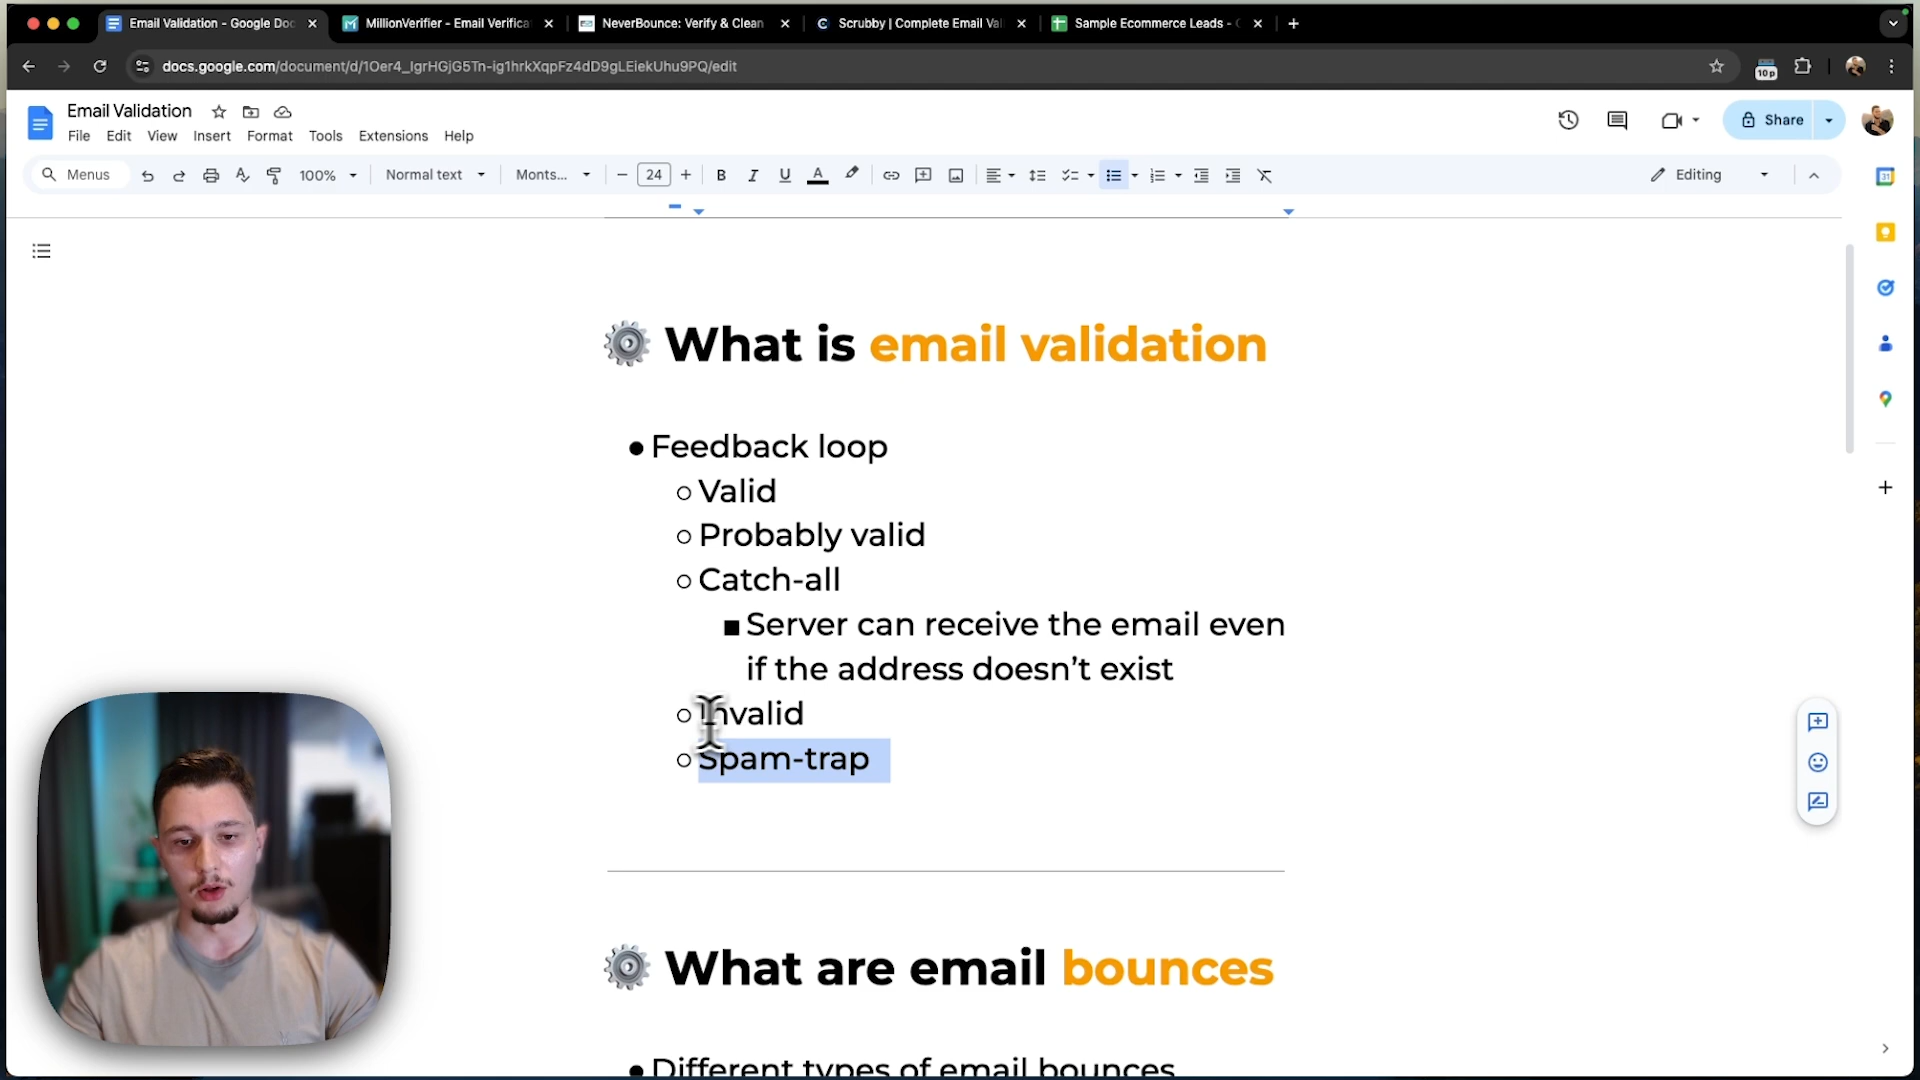 Email Validation - Google Doc
MillionVerifier - Email Verifica
NeverBounce: Verify & Clean
Scrubby | Complete Email Val
Sample Ecommerce Leads -
docs.google.com/document/d/1Oer4_IgrHGjG5Tn-ig1hrkXqpFz4dD9gLEiekUhu9PQ/edit
10p
Email Validation
File Edit View Insert Format Tools Extensions Help
Share
Menus
100%
Normal text
Monts...
24
Editing
31
What is email validation
Feedback loop
Valid
Probably valid
Catch-all
Server can receive the email even
if the address doesn’t exist
Invalid
Spam-trap
What are email bounces
Different types of email bounces